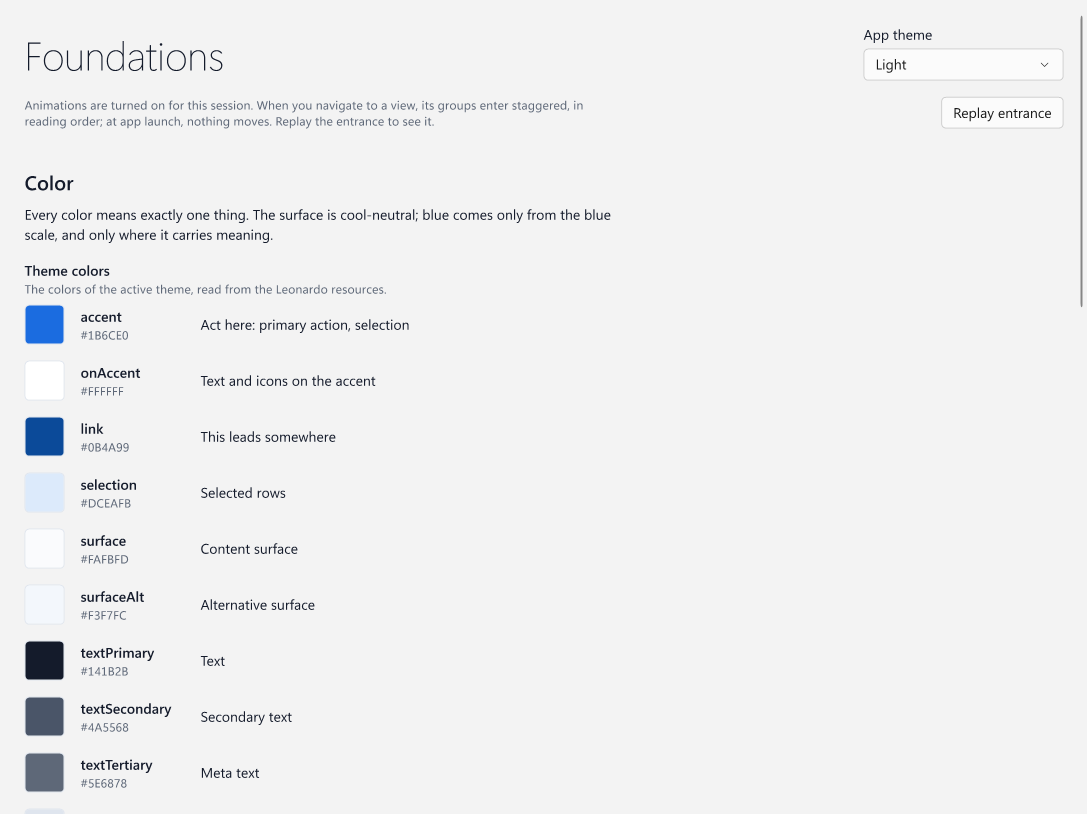 Foundations
App theme
Light
Animations are turned on for this session. When you navigate to a view, its groups enter staggered, in
reading order; at app launch, nothing moves. Replay the entrance to see it.
Replay entrance
Color
Every color means exactly one thing. The surface is cool-neutral; blue comes only from the blue
scale, and only where it carries meaning.
Theme colors
The colors of the active theme, read from the Leonardo resources.
accent
#1B6CE0
Act here: primary action, selection
onAccent
#FFFFFF
Text and icons on the accent
link
#0B4A99
This leads somewhere
selection
#DCEAFB
Selected rows
surface
#FAFBFD
Content surface
surfaceAlt
#F3F7FC
Alternative surface
textPrimary
#141B2B
Text
textSecondary
#4A5568
Secondary text
textTertiary
#5E6878
Meta text